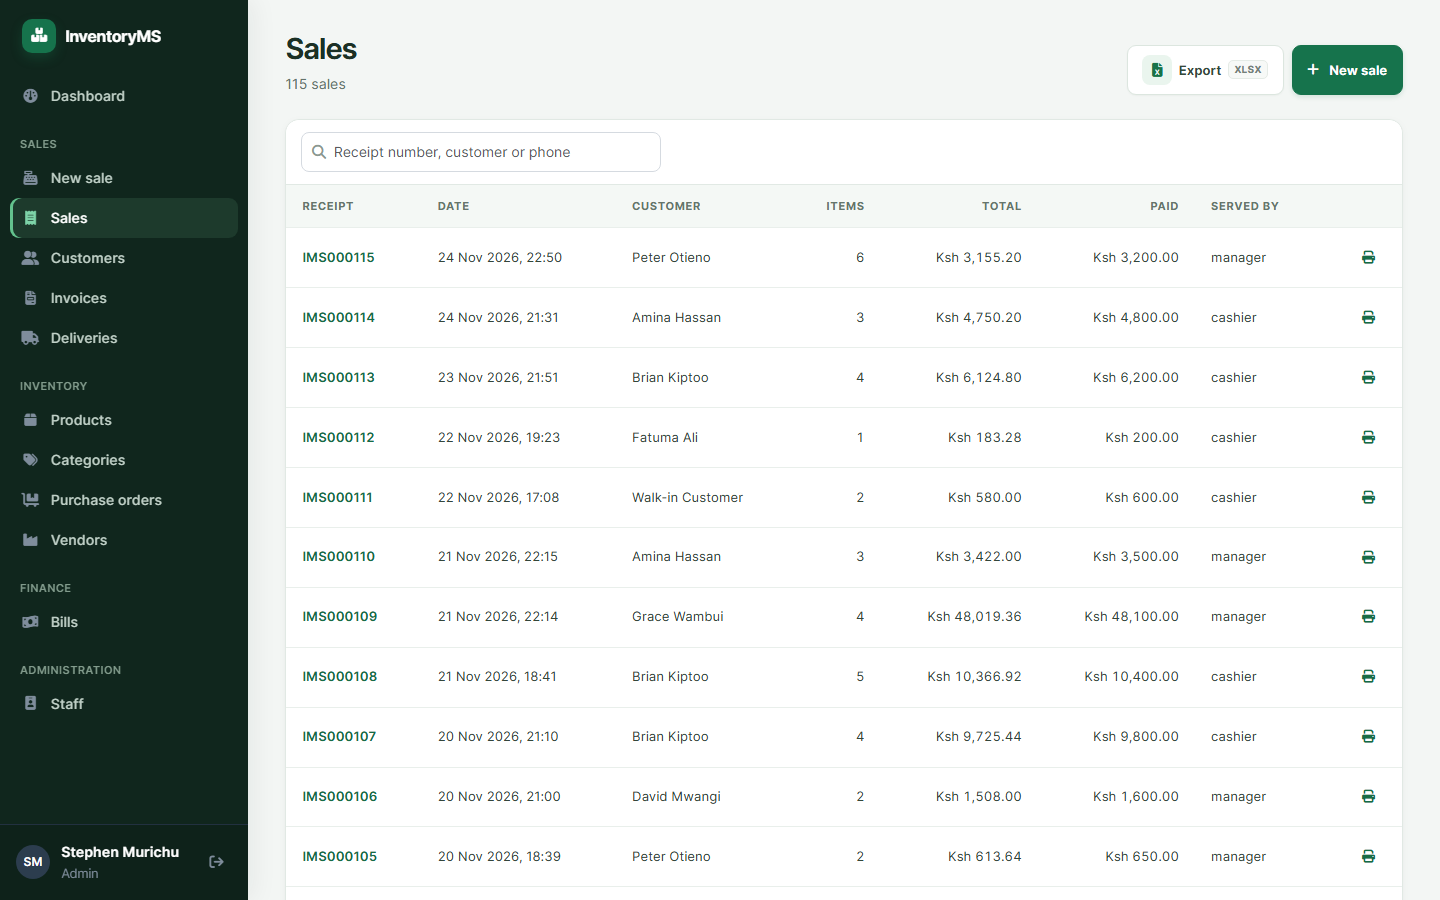 InventoryMS
Dashboard
SALES
New sale
Sales
Customers
Invoices
Deliveries
INVENTORY
Products
Categories
Purchase orders
Vendors
FINANCE
Bills
ADMINISTRATION
Staff
SM
Stephen Murichu
Admin
Sales
115 sales
Export XLSX
+ New sale
Receipt number, customer or phone
RECEIPT DATE CUSTOMER ITEMS TOTAL PAID SERVED BY
IMS000115 24 Nov 2026, 22:50 Peter Otieno 6 Ksh 3,155.20 Ksh 3,200.00 manager
IMS000114 24 Nov 2026, 21:31 Amina Hassan 3 Ksh 4,750.20 Ksh 4,800.00 cashier
IMS000113 23 Nov 2026, 21:51 Brian Kiptoo 4 Ksh 6,124.80 Ksh 6,200.00 cashier
IMS000112 22 Nov 2026, 19:23 Fatuma Ali 1 Ksh 183.28 Ksh 200.00 cashier
IMS000111 22 Nov 2026, 17:08 Walk-in Customer 2 Ksh 580.00 Ksh 600.00 cashier
IMS000110 21 Nov 2026, 22:15 Amina Hassan 3 Ksh 3,422.00 Ksh 3,500.00 manager
IMS000109 21 Nov 2026, 22:14 Grace Wambui 4 Ksh 48,019.36 Ksh 48,100.00 manager
IMS000108 21 Nov 2026, 18:41 Brian Kiptoo 5 Ksh 10,366.92 Ksh 10,400.00 cashier
IMS000107 20 Nov 2026, 21:10 Brian Kiptoo 4 Ksh 9,725.44 Ksh 9,800.00 cashier
IMS000106 20 Nov 2026, 21:00 David Mwangi 2 Ksh 1,508.00 Ksh 1,600.00 manager
IMS000105 20 Nov 2026, 18:39 Peter Otieno 2 Ksh 613.64 Ksh 650.00 manager